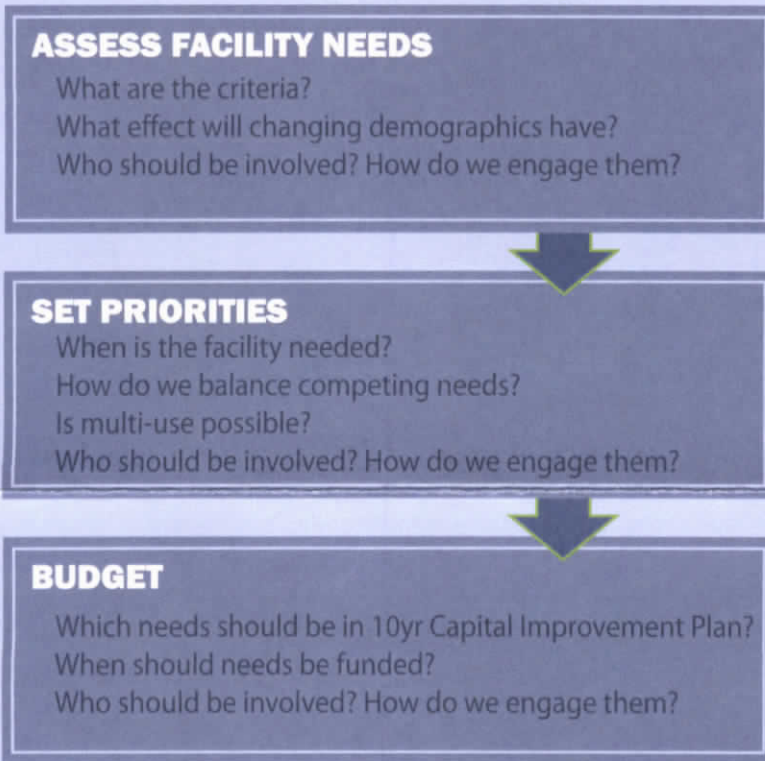 ASSESS FACILITY NEEDS
What are the criteria?
What effect will changing demographics have?
Who should be involved? How do we engage them?
SET PRIORITIES
When is the facility needed?
How do we balance competing needs?
Is multi-use possible?
Who should be involved? How do we engage them?
BUDGET
Which needs should be in 10yr Capital Improvement Plan?
When should needs be funded?
Who should be involved? How do we engage them?